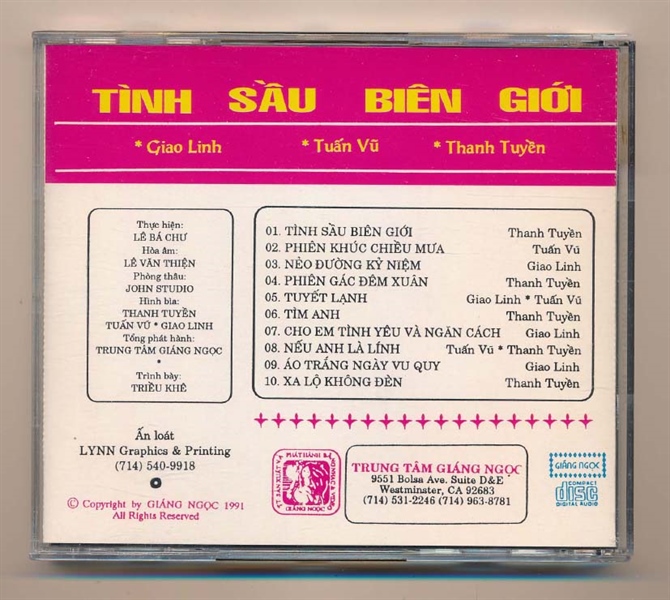 TÌNH SẦU BIÊN GIỚI
* Giao Linh * Tuấn Vũ * Thanh Tuyền
Thực hiện:
LÊ BÁ CHƯ
Hòa âm:
LÊ VĂN THIỆN
Phòng thâu:
JOHN STUDIO
Hình bìa:
THANH TUYỀN
TUẤN VŨ * GIAO LINH
Tổng phát hành:
TRUNG TÂM GIÁNG NGỌC
*
Trình bày:
TRIỀU KHÊ
01. TÌNH SẦU BIÊN GIỚI Thanh Tuyền
02. PHIÊN KHÚC CHIỀU MƯA Tuấn Vũ
03. NẺO ĐƯỜNG KỶ NIỆM Giao Linh
04. PHIÊN GÁC ĐÊM XUÂN Thanh Tuyền
05. TUYẾT LẠNH Giao Linh * Tuấn Vũ
06. TÌM ANH Thanh Tuyền
07. CHO EM TÌNH YÊU VÀ NGĂN CÁCH Giao Linh
08. NẾU ANH LÀ LÍNH Tuấn Vũ * Thanh Tuyền
09. ÁO TRẮNG NGÀY VU QUY Giao Linh
10. XA LỘ KHÔNG ĐÈN Thanh Tuyền
Ấn loát
LYNN Graphics & Printing
(714) 540-9918
© Copyright by GIÁNG NGỌC 1991
All Rights Reserved
GIÁNG NGỌC
TRUNG TÂM GIÁNG NGỌC
9551 Bolsa Ave. Suite D&E
Westminster, CA 92683
(714) 531-2246 (714) 963-8781
GIÁNG NGỌC
COMPACT
disc
DIGITAL AUDIO